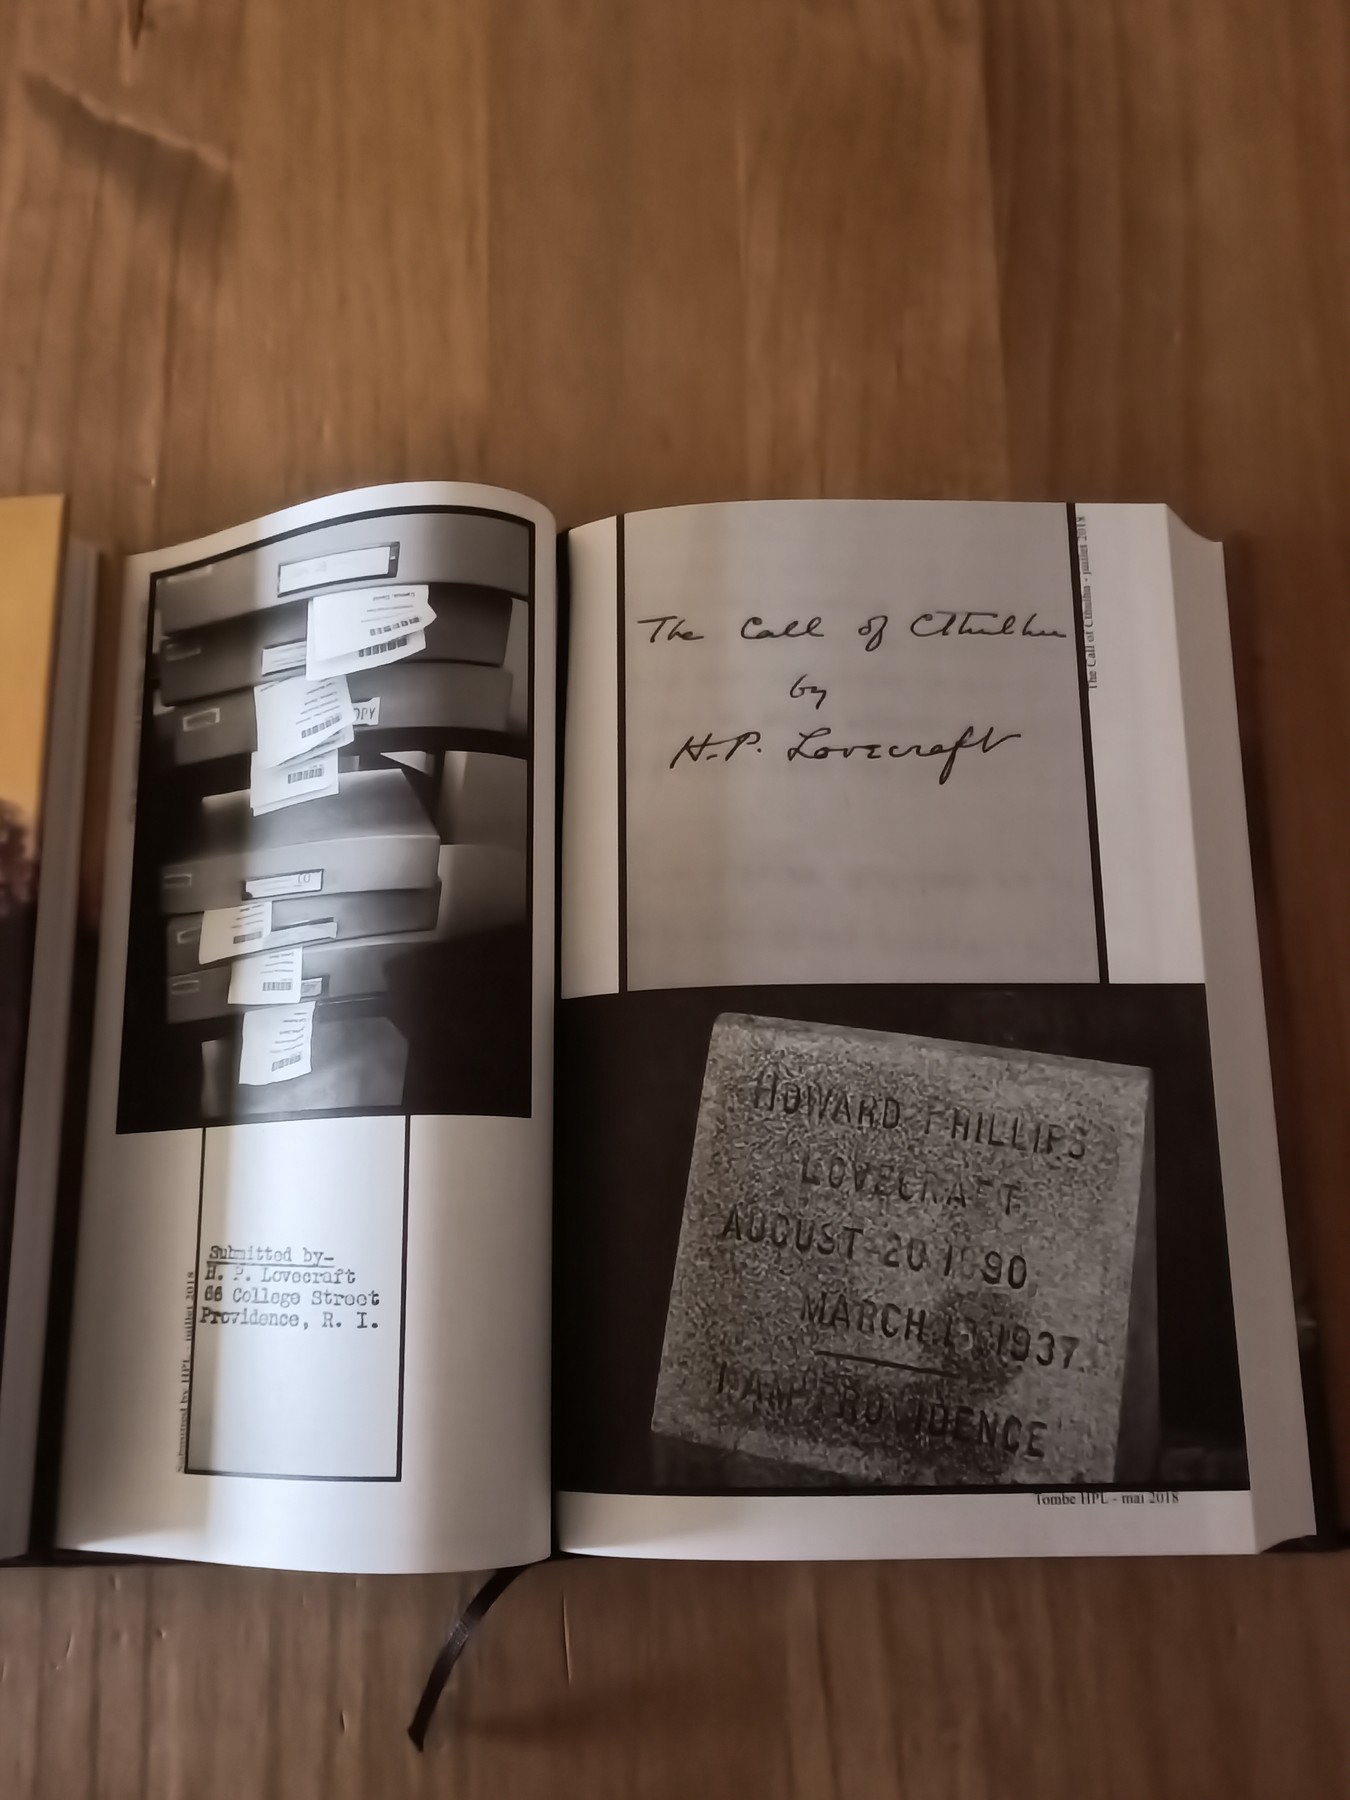 OPY
Submitted by-
H. P. Lovecraft
66 College Street
Providence, R. I.
Submitted by HPL - juillet 2018
The Call of Cthulhu
by
H.P. Lovecraft
The Call of Cthulhu - juillet 2018
HOWARD PHILLIPS
LOVECRAFT
AUGUST 20 1890
MARCH 15 1937
I AM PROVIDENCE
Tombe HPL - mai 2018